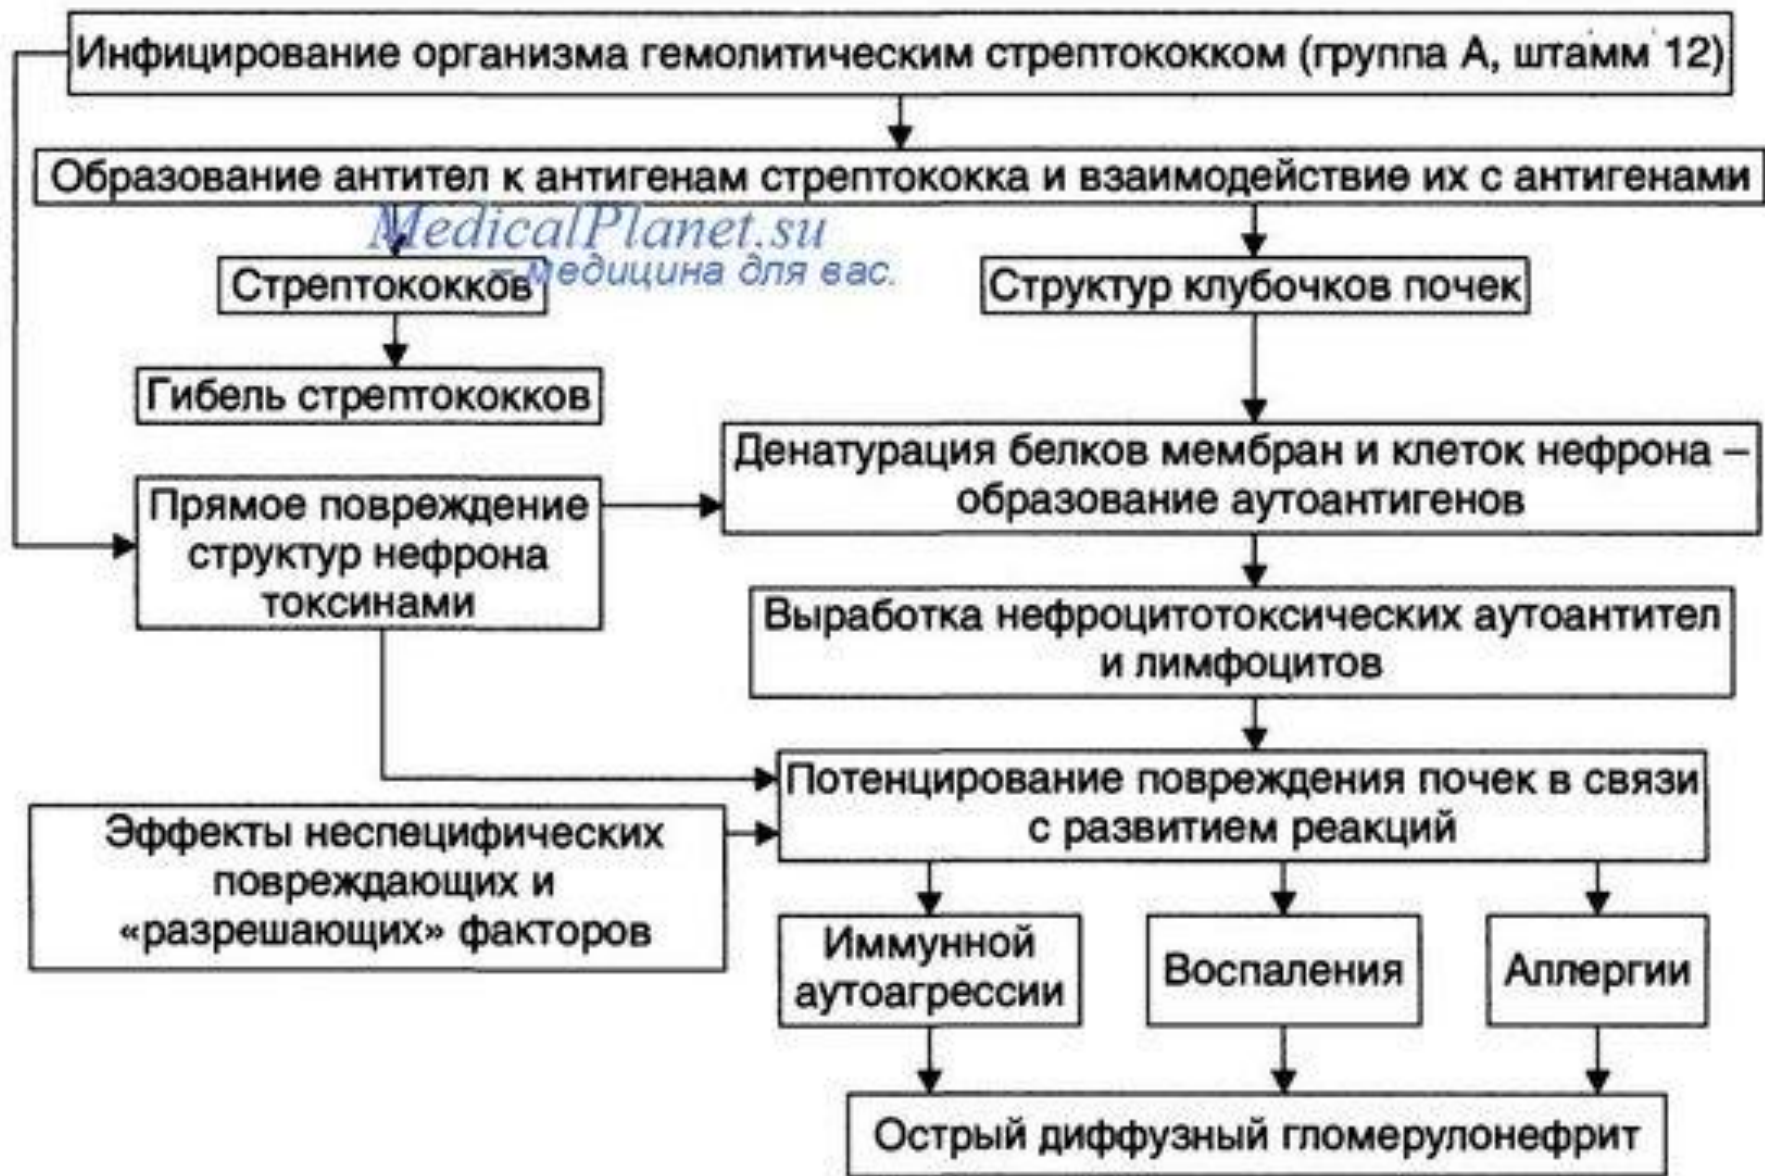 Инфицирование организма гемолитическим стрептококком (группа А, штамм 12)
Образование антител к антигенам стрептококка и взаимодействие их с антигенами
MedicalPlanet.su
– медицина для вас.
Стрептококков
Структур клубочков почек
Гибель стрептококков
Денатурация белков мембран и клеток нефрона –
образование аутоантигенов
Прямое повреждение
структур нефрона
токсинами
Выработка нефроцитотоксических аутоантител
и лимфоцитов
Потенцирование повреждения почек в связи
с развитием реакций
Эффекты неспецифических
повреждающих и
«разрешающих» факторов
Иммунной
аутоагрессии
Воспаления
Аллергии
Острый диффузный гломерулонефрит